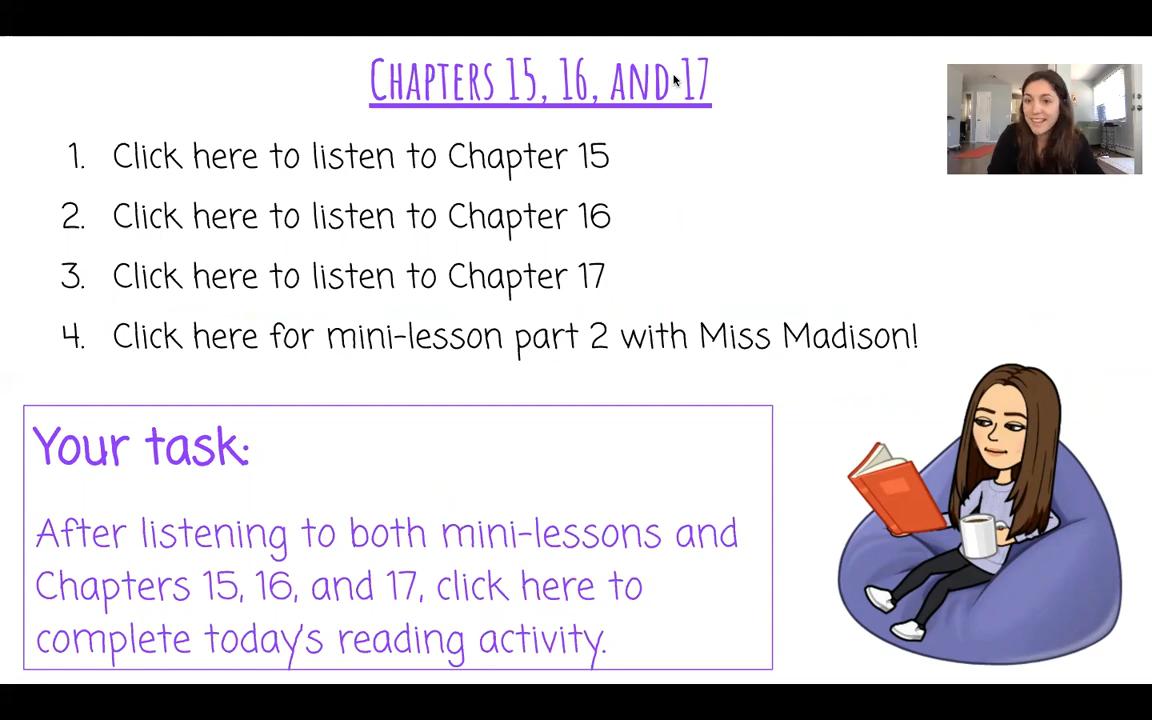 Chapters 15, 16, and 17
1. Click here to listen to Chapter 15
2. Click here to listen to Chapter 16
3. Click here to listen to Chapter 17
4. Click here for mini-lesson part 2 with Miss Madison!
Your task:
After listening to both mini-lessons and
Chapters 15, 16, and 17, click here to
complete today's reading activity.